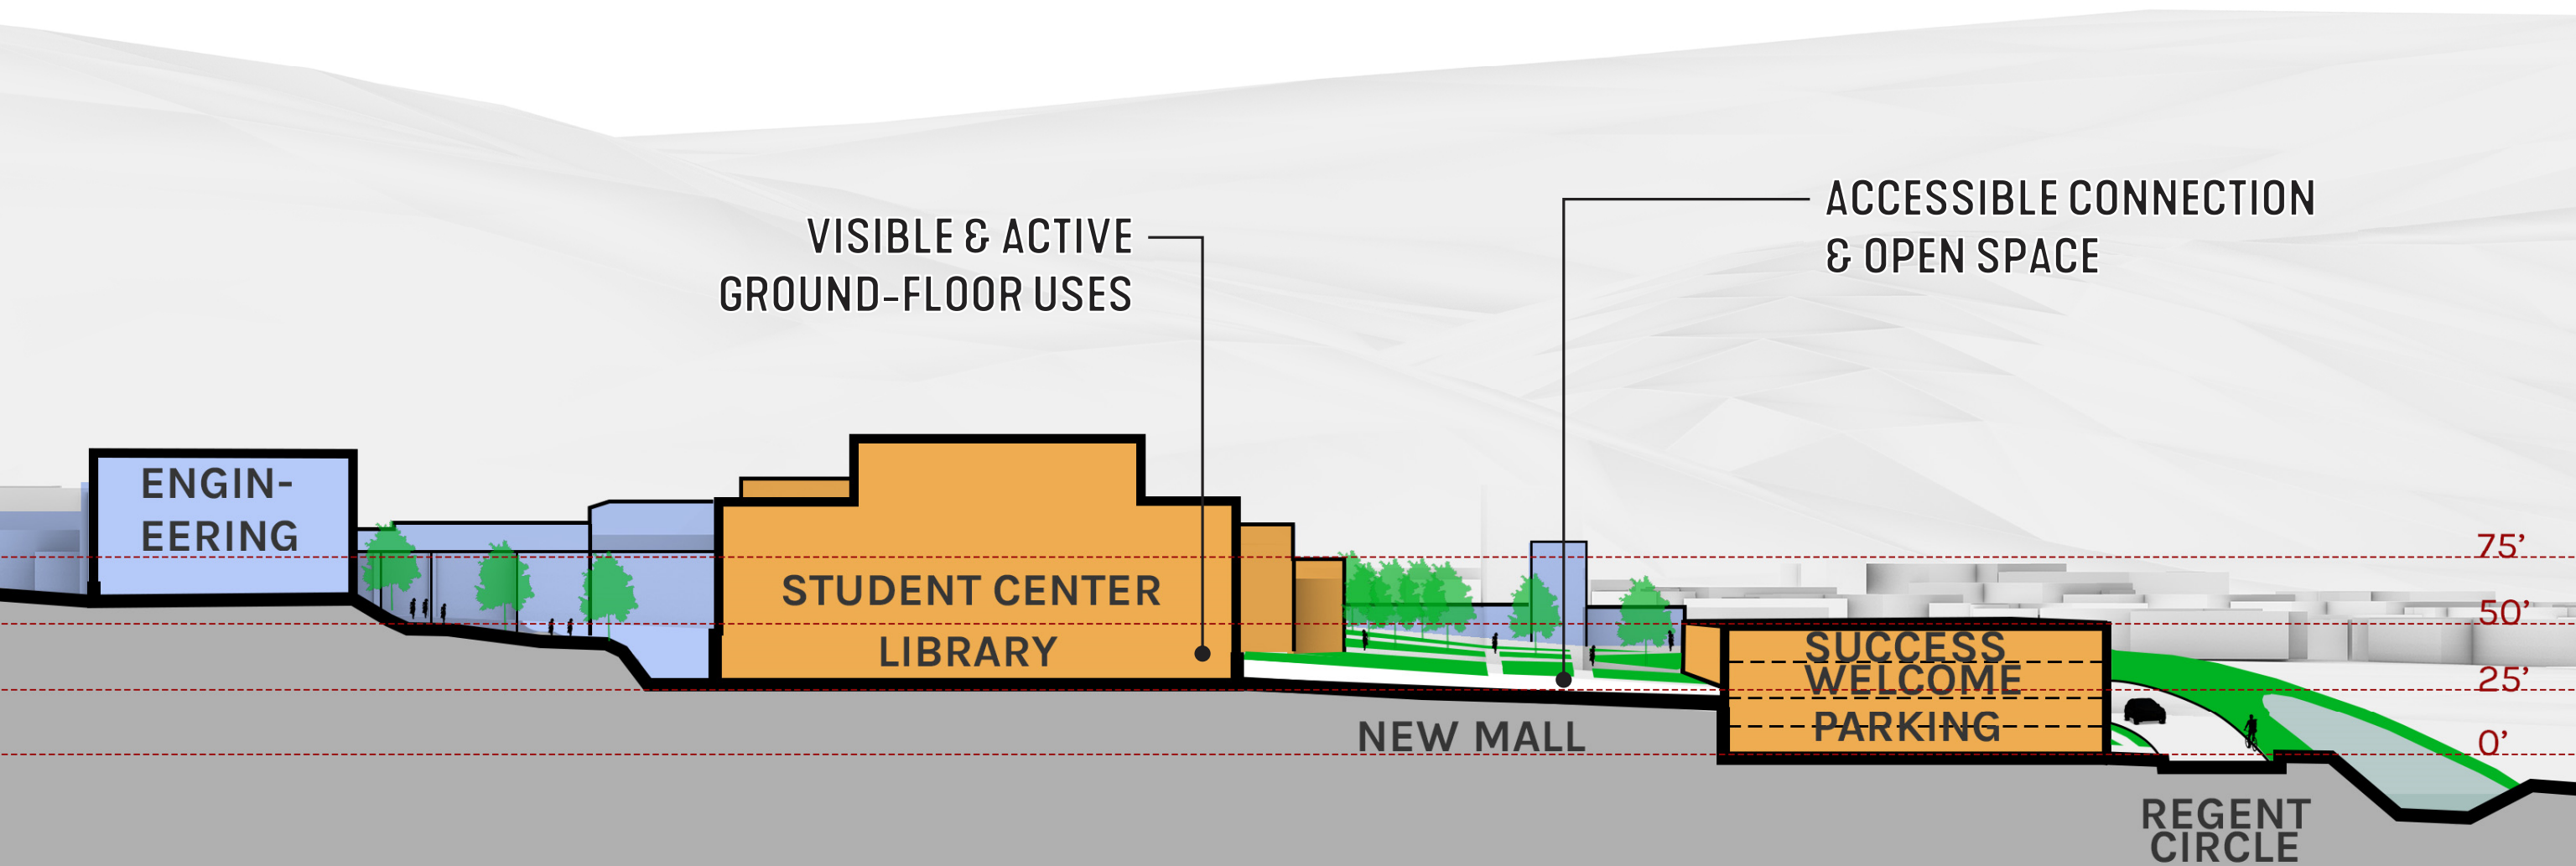 ACCESSIBLE CONNECTION
& OPEN SPACE
VISIBLE & ACTIVE
GROUND-FLOOR USES
ENGIN-
EERING
STUDENT CENTER
LIBRARY
NEW MALL
SUCCESS
WELCOME
PARKING
75’
50’
25’
0’
REGENT
CIRCLE